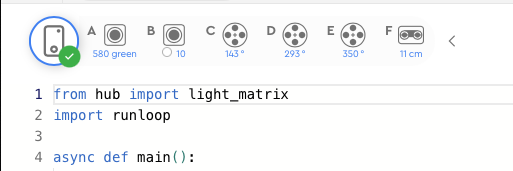 A B C D E F
580 green 10 143° 293° 350° 11 cm
1 from hub import light_matrix
2 import runloop
3
4 async def main():